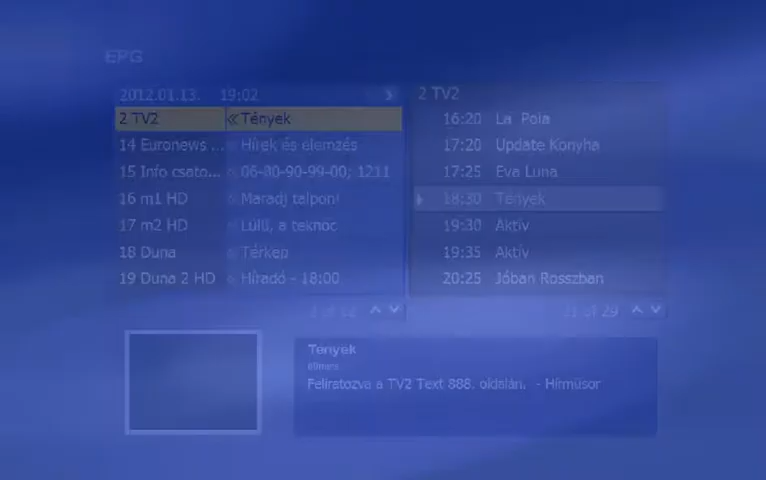 EPG
2012.01.13. 19:02
2 TV2 « Tények
14 Euronews ... « Hírek és elemzés
15 Info csato... « 06-80-90-99-00; 1211
16 m1 HD « Maradj talpon!
17 m2 HD « Lülü, a teknőc
18 Duna « Térkép
19 Duna 2 HD « Híradó - 18:00
2 TV2
16:20 La Pola
17:20 Update Konyha
17:25 Eva Luna
18:30 Tények
19:30 Aktív
19:35 Aktív
20:25 Jóban Rosszban
of 29
Tények
60mins
Feliratozva a TV2 Text 888. oldalán. - Hírműsor